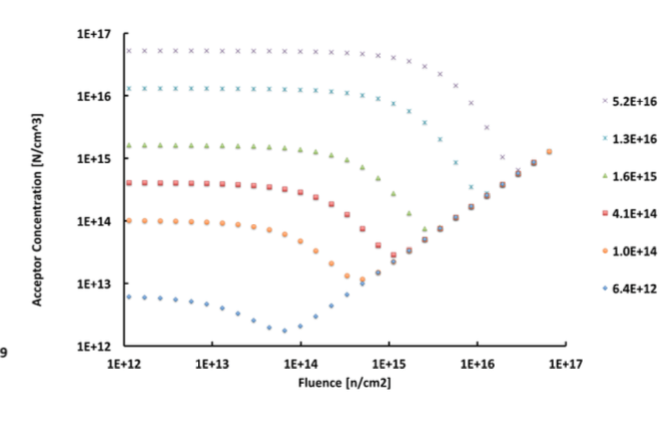 1E+17
1E+16
1E+15
1E+14
1E+13
1E+12
Acceptor Concentration [N/cm^3]
1E+12 1E+13 1E+14 1E+15 1E+16 1E+17
Fluence [n/cm2]
5.2E+16
1.3E+16
1.6E+15
4.1E+14
1.0E+14
6.4E+12
9